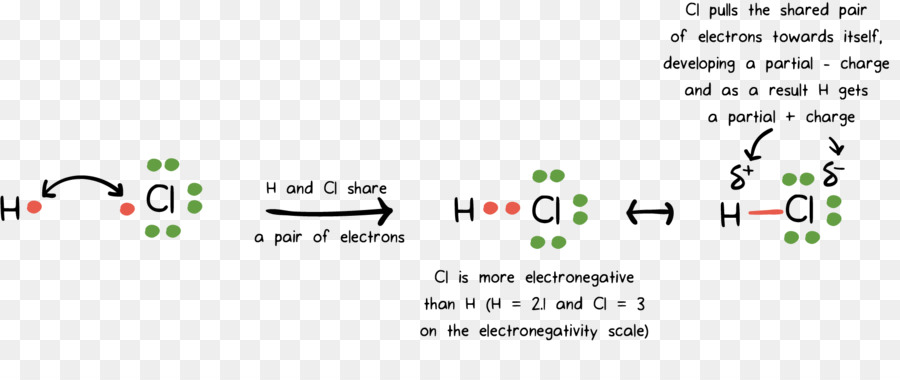 Cl pulls the shared pair
of electrons towards itself,
developing a partial - charge
and as a result H gets
a partial + charge
H
Cl
H and Cl share
a pair of electrons
H
Cl
δ+
δ-
H
Cl
Cl is more electronegative
than H (H = 2.1 and Cl = 3
on the electronegativity scale)